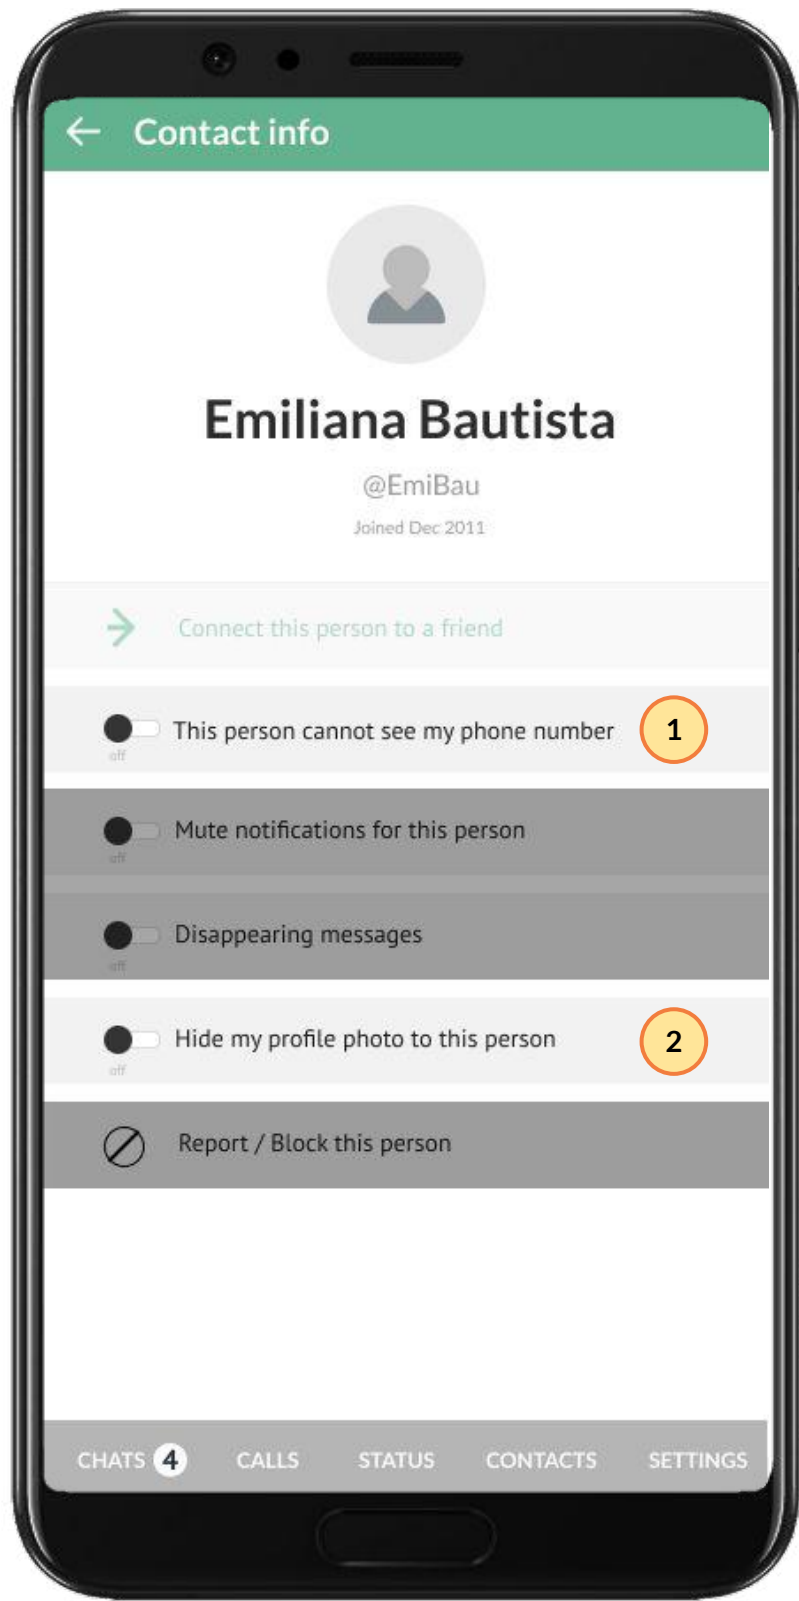 Contact info
Emiliana Bautista
@EmiBau
Joined Dec 2011
Connect this person to a friend
This person cannot see my phone number 1
off
Mute notifications for this person
off
Disappearing messages
off
Hide my profile photo to this person 2
off
Report / Block this person
CHATS 4 CALLS STATUS CONTACTS SETTINGS